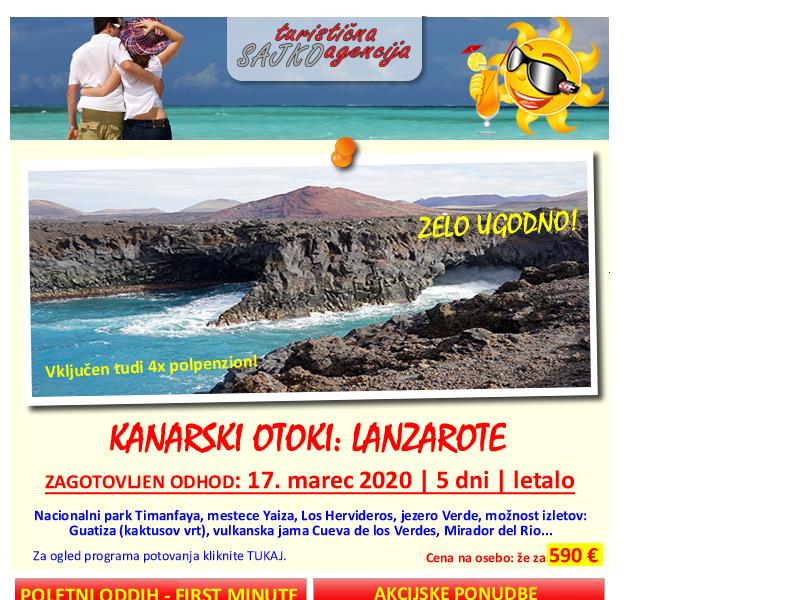 turistična
SAJKO agencija
ZELO UGODNO!
Vključen tudi 4x polpenzion!
KANARSKI OTOKI: LANZAROTE
ZAGOTOVLJEN ODHOD: 17. marec 2020 | 5 dni | letalo
Nacionalni park Timanfaya, mestece Yaiza, Los Hervideros, jezero Verde, možnost izletov:
Guatiza (kaktusov vrt), vulkanska jama Cueva de los Verdes, Mirador del Rio...
Za ogled programa potovanja kliknite TUKAJ.
Cena na osebo: že za 590 €
POLETNI ODDIH - FIRST MINUTE
AKCIJSKE PONUDBE